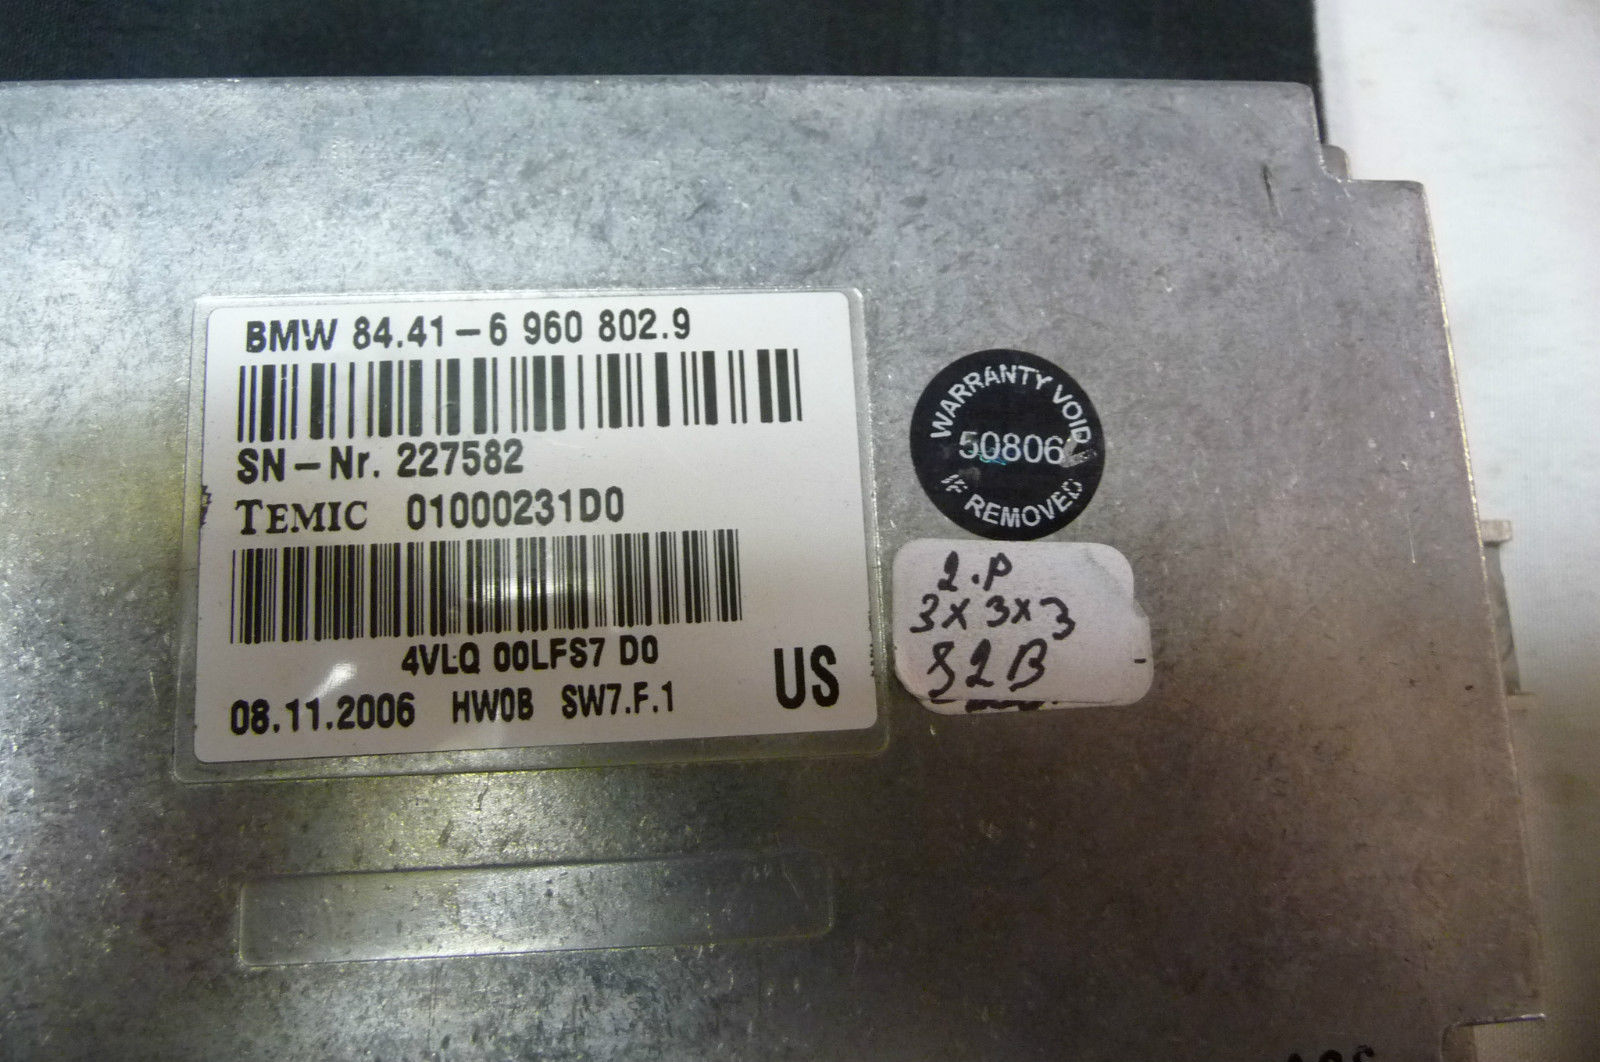 BMW 84.41-6 960 802.9
SN-Nr. 227582
TEMIC 01000231D0
4VLQ 00LFS7 D0
08.11.2006 HW0B SW7.F.1
US
WARRANTY VOID
50806
IF REMOVED
2.P
3x3x3
82B